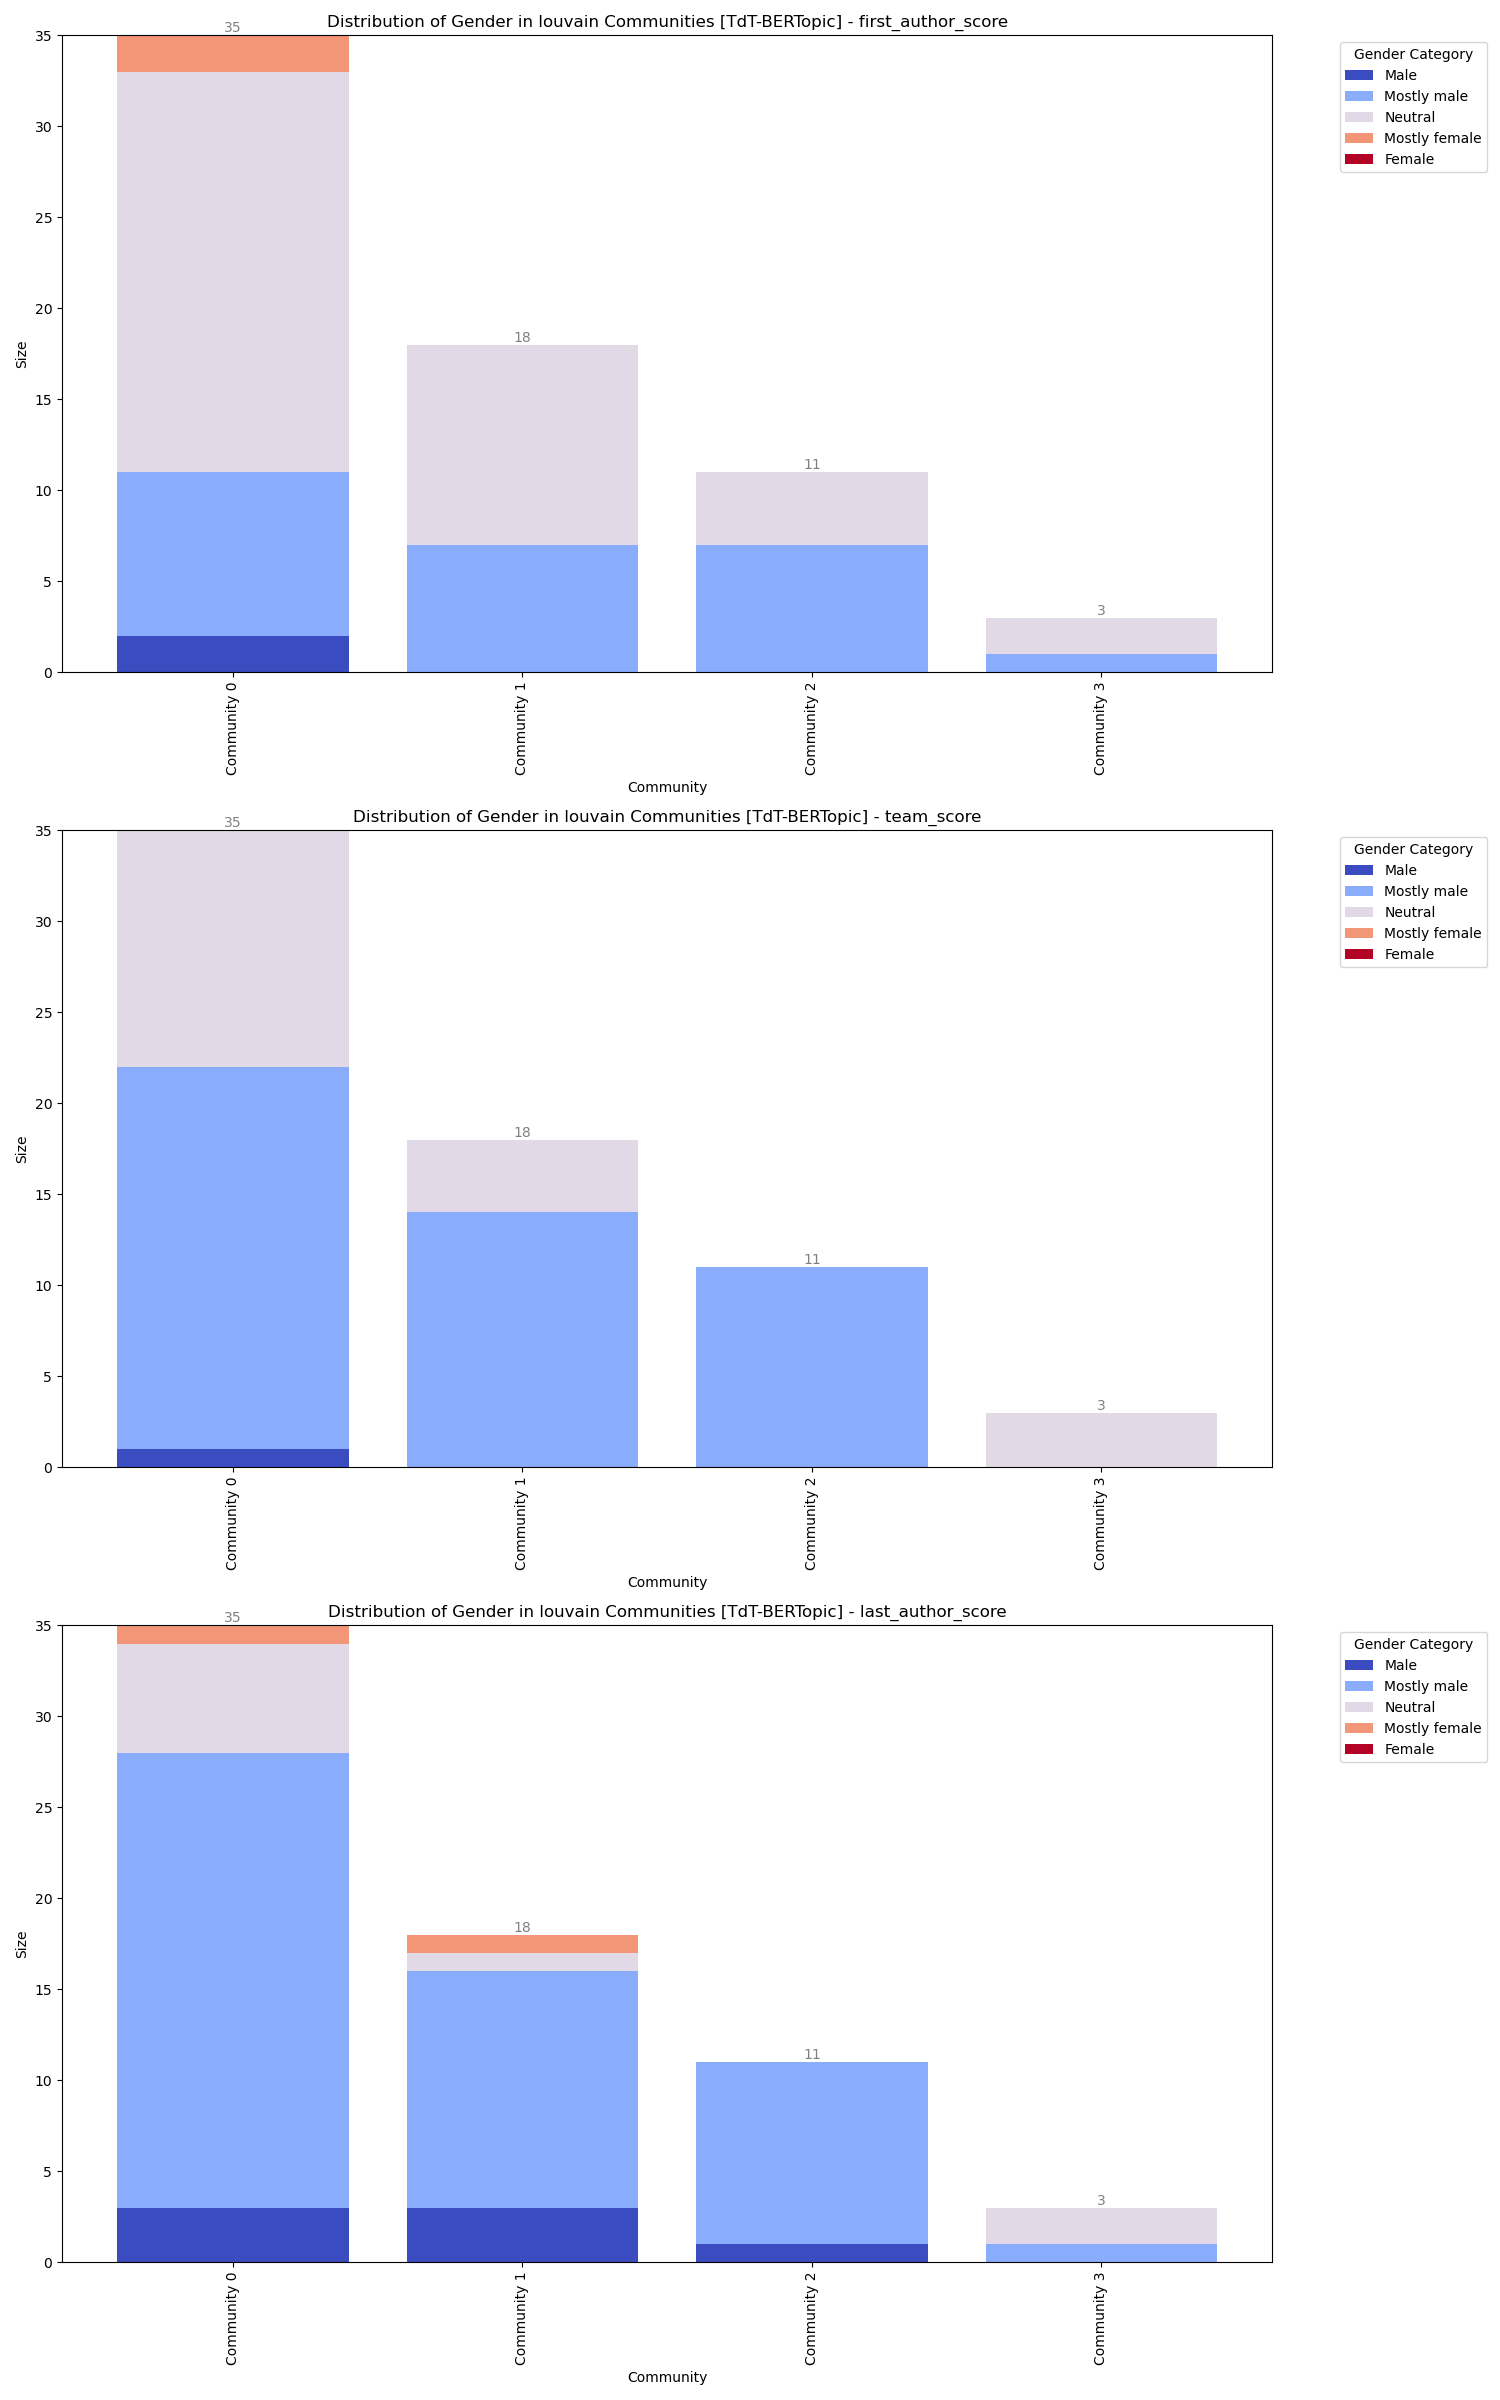 Distribution of Gender in louvain Communities [TdT-BERTopic] - first_author_score
35
18
11
3
35
30
25
20
15
10
5
0
Size
Community 0
Community 1
Community 2
Community 3
Community
Gender Category
Male
Mostly male
Neutral
Mostly female
Female
Distribution of Gender in louvain Communities [TdT-BERTopic] - team_score
35
18
11
3
35
30
25
20
15
10
5
0
Size
Community 0
Community 1
Community 2
Community 3
Community
Gender Category
Male
Mostly male
Neutral
Mostly female
Female
Distribution of Gender in louvain Communities [TdT-BERTopic] - last_author_score
35
18
11
3
35
30
25
20
15
10
5
0
Size
Community 0
Community 1
Community 2
Community 3
Community
Gender Category
Male
Mostly male
Neutral
Mostly female
Female